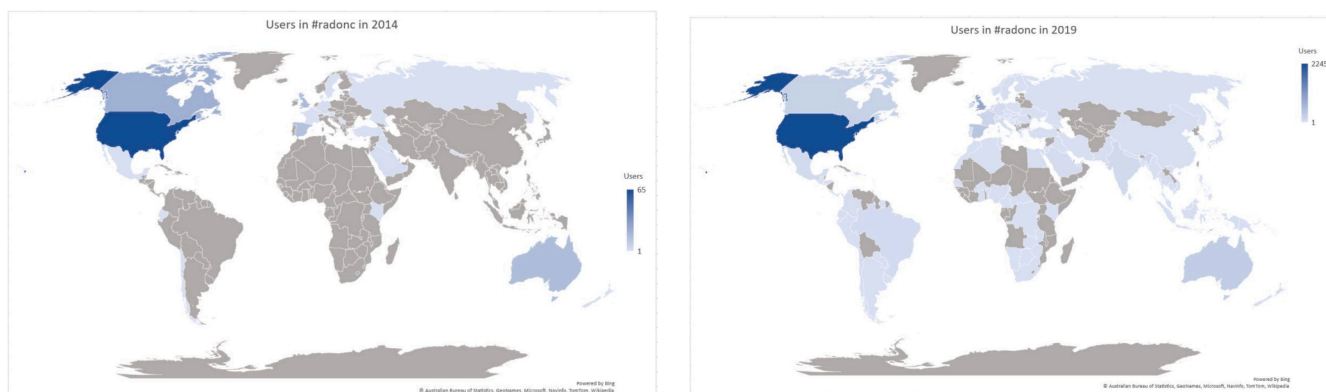 Users in #radonc in 2014
Users
65
1
Powered by Bing
© Australian Bureau of Statistics, GeoNames, Microsoft, Navinfo, TomTom, Wikipedia
Users in #radonc in 2019
Users
2245
1
Powered by Bing
© Australian Bureau of Statistics, GeoNames, Microsoft, Navinfo, TomTom, Wikipedia